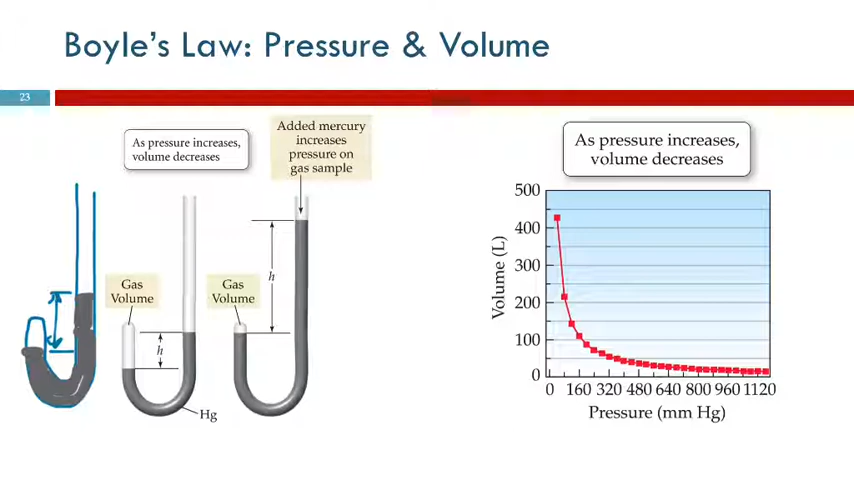 Boyle's Law: Pressure & Volume
23
As pressure increases,
volume decreases
Added mercury
increases
pressure on
gas sample
Gas
Volume
Gas
Volume
h
h
Hg
As pressure increases,
volume decreases
500
400
300
200
100
0
Volume (L)
0 160 320 480 640 800 960 1120
Pressure (mm Hg)